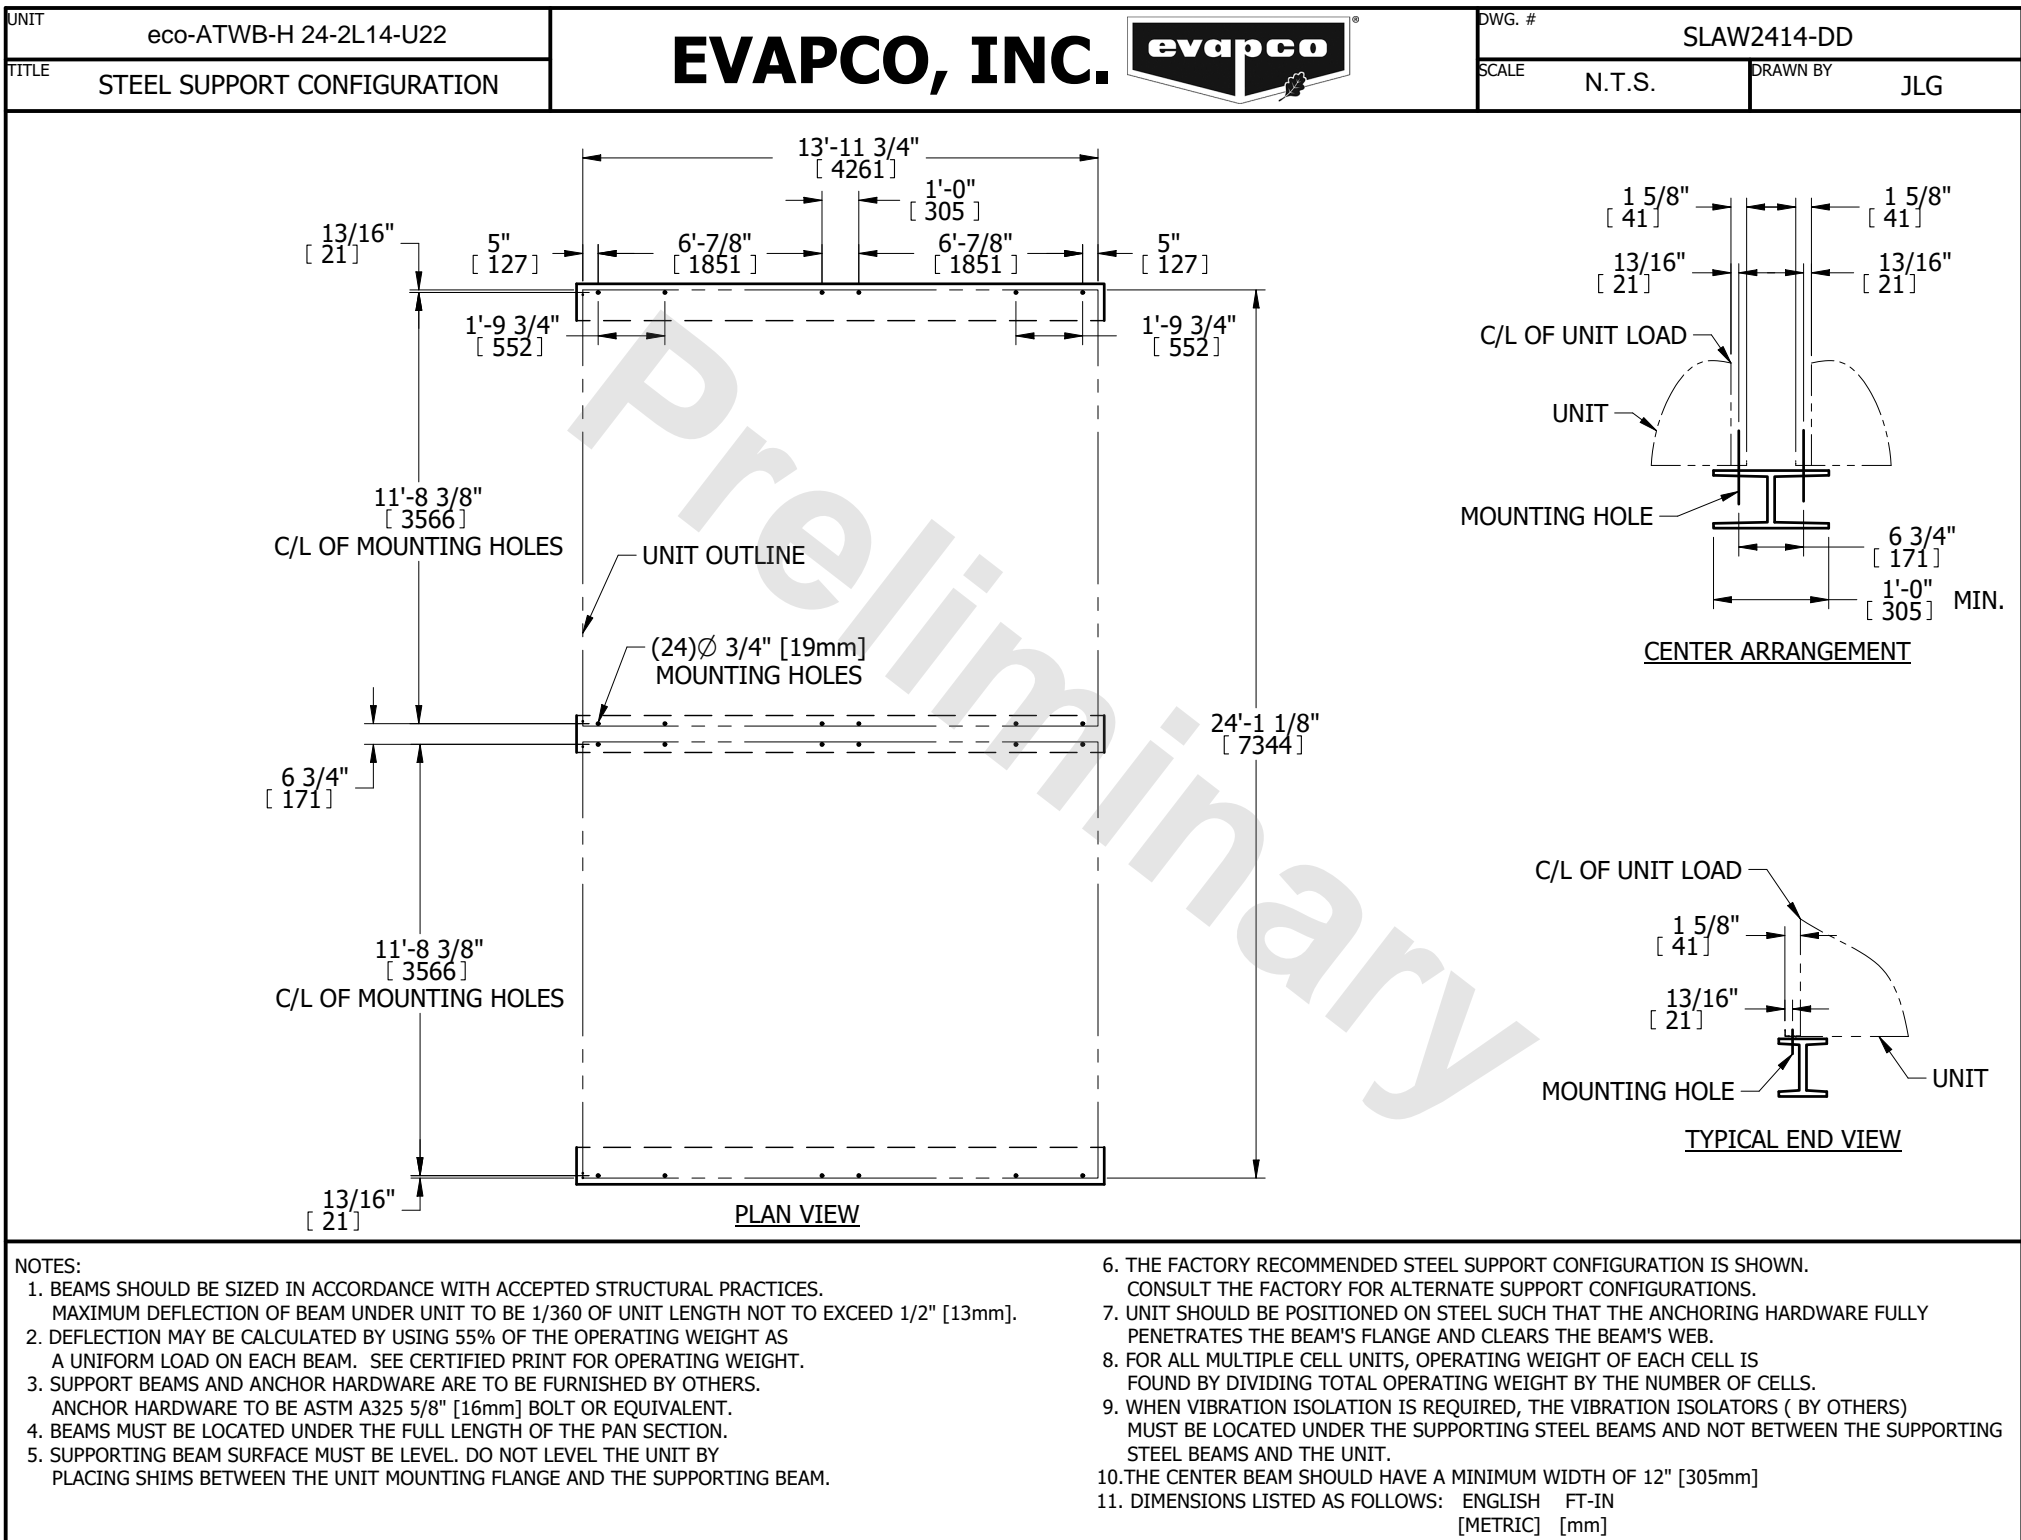 UNIT
eco-ATWB-H 24-2L14-U22
TITLE
STEEL SUPPORT CONFIGURATION
EVAPCO, INC.
evapco
®
DWG. #
SLAW2414-DD
SCALE
N.T.S.
DRAWN BY
JLG
13'-11 3/4"
[ 4261 ]
1'-0"
[ 305 ]
13/16"
[ 21 ]
5"
[ 127 ]
6'-7/8"
[ 1851 ]
6'-7/8"
[ 1851 ]
5"
[ 127 ]
1'-9 3/4"
[ 552 ]
1'-9 3/4"
[ 552 ]
11'-8 3/8"
[ 3566 ]
C/L OF MOUNTING HOLES
UNIT OUTLINE
(24)∅ 3/4" [19mm]
MOUNTING HOLES
24'-1 1/8"
[ 7344 ]
6 3/4"
[ 171 ]
11'-8 3/8"
[ 3566 ]
C/L OF MOUNTING HOLES
13/16"
[ 21 ]
PLAN VIEW
Preliminary
1 5/8"
[ 41 ]
1 5/8"
[ 41 ]
13/16"
[ 21 ]
13/16"
[ 21 ]
C/L OF UNIT LOAD
UNIT
MOUNTING HOLE
6 3/4"
[ 171 ]
1'-0"
[ 305 ] MIN.
CENTER ARRANGEMENT
C/L OF UNIT LOAD
1 5/8"
[ 41 ]
13/16"
[ 21 ]
MOUNTING HOLE
UNIT
TYPICAL END VIEW
NOTES:
1. BEAMS SHOULD BE SIZED IN ACCORDANCE WITH ACCEPTED STRUCTURAL PRACTICES.
MAXIMUM DEFLECTION OF BEAM UNDER UNIT TO BE 1/360 OF UNIT LENGTH NOT TO EXCEED 1/2" [13mm].
2. DEFLECTION MAY BE CALCULATED BY USING 55% OF THE OPERATING WEIGHT AS
A UNIFORM LOAD ON EACH BEAM. SEE CERTIFIED PRINT FOR OPERATING WEIGHT.
3. SUPPORT BEAMS AND ANCHOR HARDWARE ARE TO BE FURNISHED BY OTHERS.
ANCHOR HARDWARE TO BE ASTM A325 5/8" [16mm] BOLT OR EQUIVALENT.
4. BEAMS MUST BE LOCATED UNDER THE FULL LENGTH OF THE PAN SECTION.
5. SUPPORTING BEAM SURFACE MUST BE LEVEL. DO NOT LEVEL THE UNIT BY
PLACING SHIMS BETWEEN THE UNIT MOUNTING FLANGE AND THE SUPPORTING BEAM.
6. THE FACTORY RECOMMENDED STEEL SUPPORT CONFIGURATION IS SHOWN.
CONSULT THE FACTORY FOR ALTERNATE SUPPORT CONFIGURATIONS.
7. UNIT SHOULD BE POSITIONED ON STEEL SUCH THAT THE ANCHORING HARDWARE FULLY
PENETRATES THE BEAM'S FLANGE AND CLEARS THE BEAM'S WEB.
8. FOR ALL MULTIPLE CELL UNITS, OPERATING WEIGHT OF EACH CELL IS
FOUND BY DIVIDING TOTAL OPERATING WEIGHT BY THE NUMBER OF CELLS.
9. WHEN VIBRATION ISOLATION IS REQUIRED, THE VIBRATION ISOLATORS ( BY OTHERS)
MUST BE LOCATED UNDER THE SUPPORTING STEEL BEAMS AND NOT BETWEEN THE SUPPORTING
STEEL BEAMS AND THE UNIT.
10.THE CENTER BEAM SHOULD HAVE A MINIMUM WIDTH OF 12" [305mm]
11. DIMENSIONS LISTED AS FOLLOWS: ENGLISH FT-IN
[METRIC] [mm]